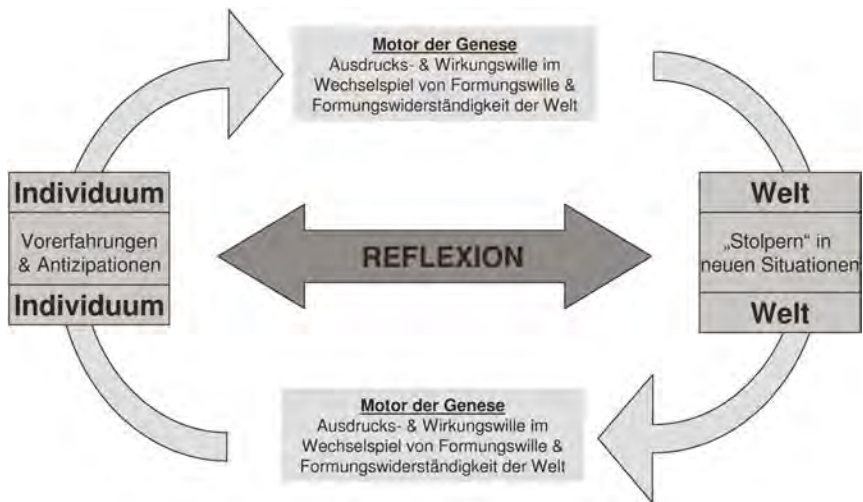 Motor der Genese
Ausdrucks- & Wirkungswille im
Wechselspiel von Formungswille &
Formungswiderständigkeit der Welt
Individuum
Vorerfahrungen
& Antizipationen
Individuum
REFLEXION
Welt
„Stolpern“ in
neuen Situationen
Welt
Motor der Genese
Ausdrucks- & Wirkungswille im
Wechselspiel von Formungswille &
Formungswiderständigkeit der Welt